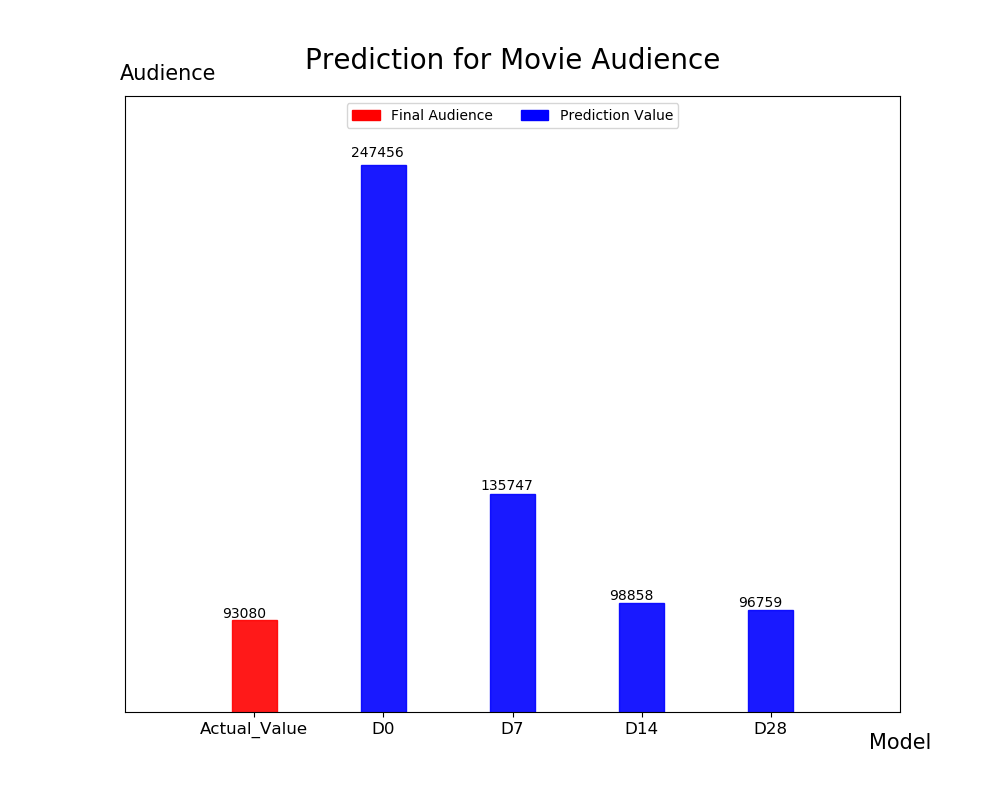 Prediction for Movie Audience
Audience
Final Audience Prediction Value
247456
135747
93080
98858
96759
Actual_Value D0 D7 D14 D28
Model